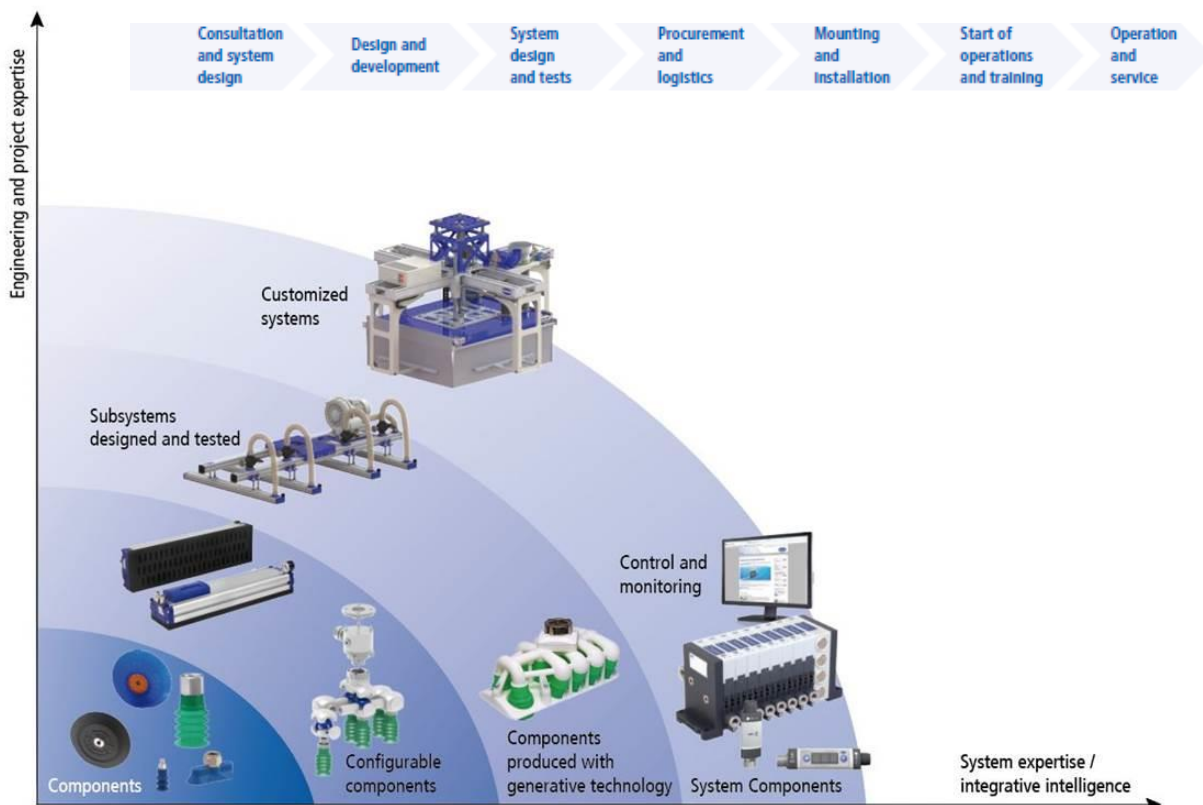 Consultation
and system
design
Design and
development
System
design
and tests
Procurement
and
logistics
Mounting
and
installation
Start of
operations
and training
Operation
and
service
Engineering and project expertise
Customized
systems
Subsystems
designed and tested
Control and
monitoring
Components
Configurable
components
Components
produced with
generative technology
System Components
System expertise /
integrative intelligence